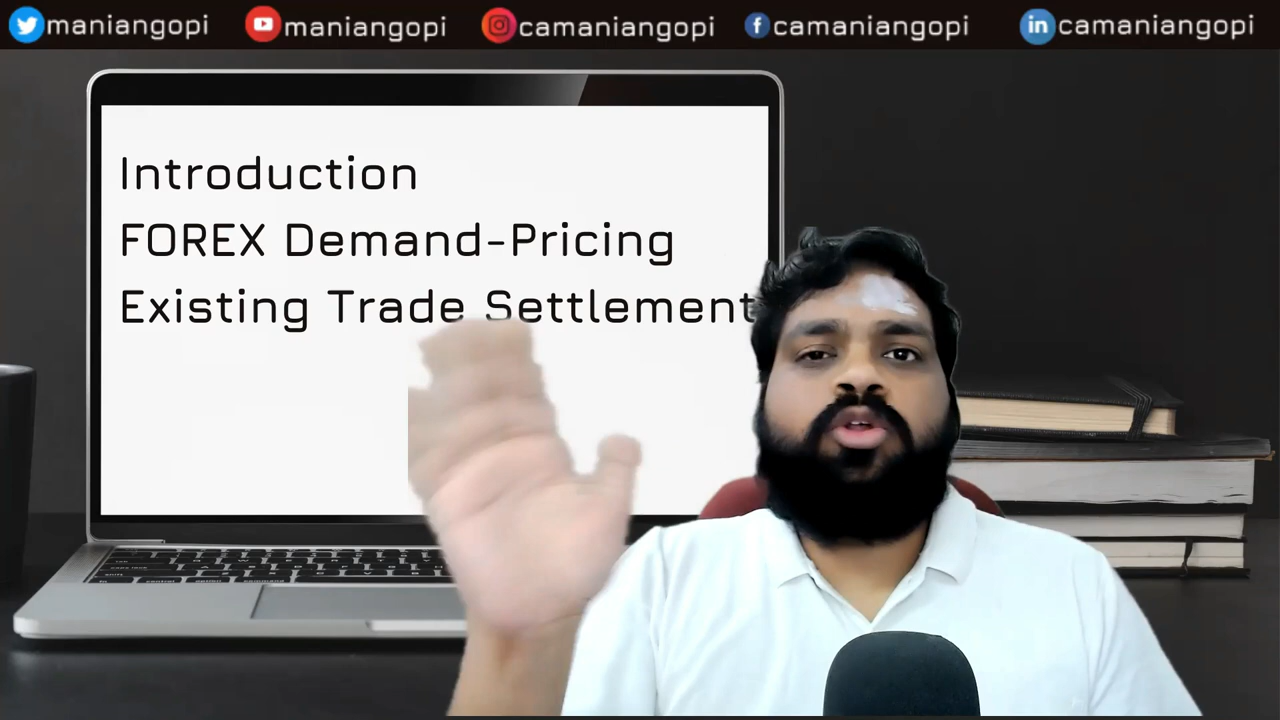 maniangopi maniangopi camaniangopi camaniangopi camaniangopi
Introduction
FOREX Demand-Pricing
Existing Trade Settlement